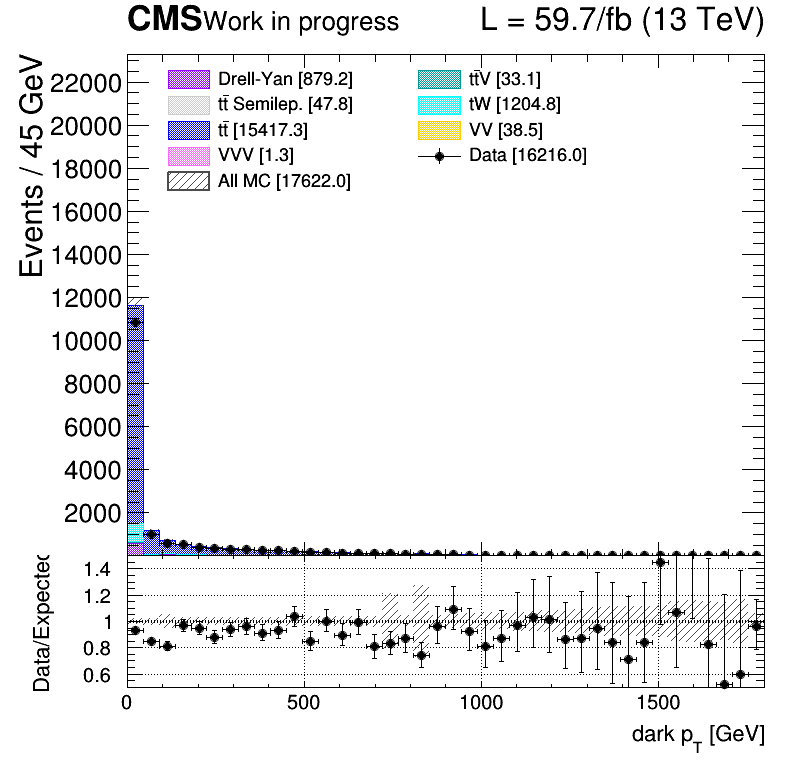 CMS Work in progress
L = 59.7/fb (13 TeV)
Events / 45 GeV
22000
20000
18000
16000
14000
12000
10000
8000
6000
4000
2000
Drell-Yan [879.2]
tt̄ Semilep. [47.8]
tt̄ [15417.3]
VVV [1.3]
All MC [17622.0]
tt̄V [33.1]
tW [1204.8]
VV [38.5]
Data [16216.0]
Data/Expected
1.4
1.2
1
0.8
0.6
0 500 1000 1500
dark p_T [GeV]